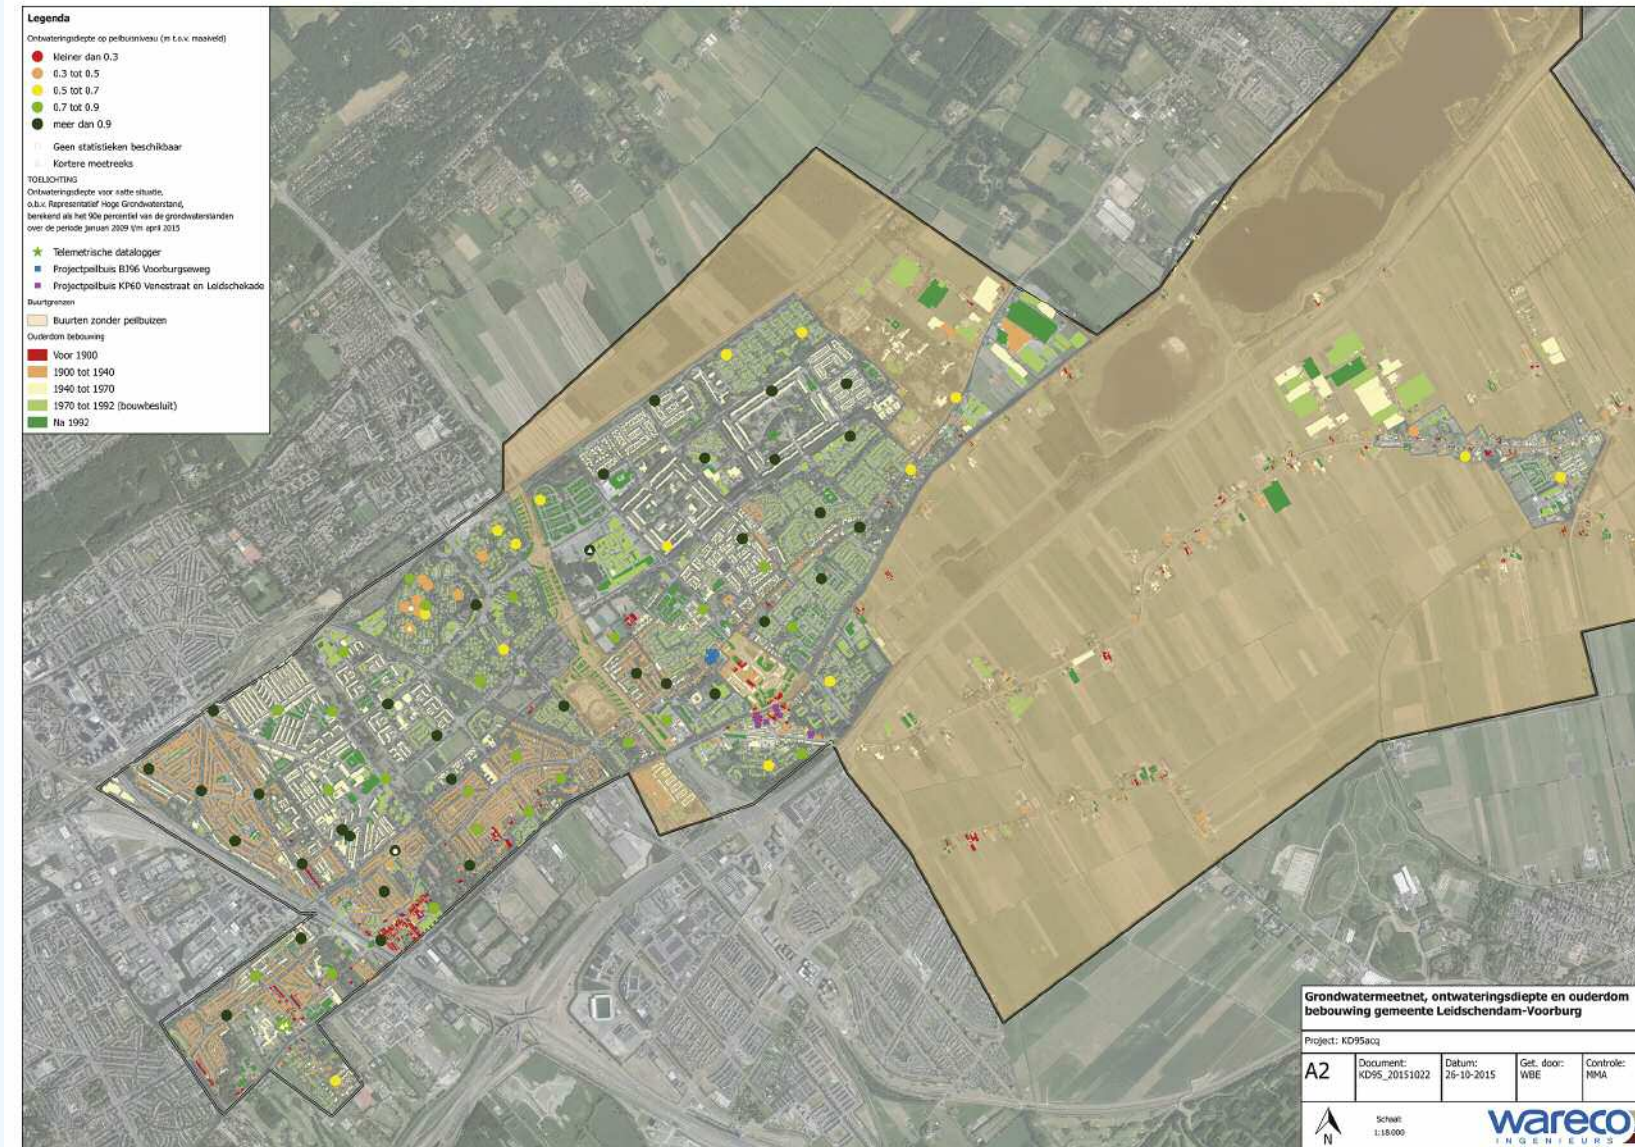 Legenda
Ontwateringsdiepte op peilbuisniveau (m t.o.v. maaiveld)
kleiner dan 0.3
0.3 tot 0.5
0.5 tot 0.7
0.7 tot 0.9
meer dan 0.9
Geen statistieken beschikbaar
Kortere meetreeks
TOELICHTING
Ontwateringsdiepte voor natte situatie,
o.b.v. Representatief Hoge Grondwaterstand,
berekend als het 90e percentiel van de grondwaterstanden
over de periode januari 2009 t/m april 2015
Telemetrische datalogger
Projectpeilbuis BJ96 Voorburgseweg
Projectpeilbuis KP60 Venestraat en Leidschekade
Buurtgrenzen
Buurten zonder peilbuizen
Ouderdom bebouwing
Voor 1900
1900 tot 1940
1940 tot 1970
1970 tot 1992 (bouwbesluit)
Na 1992
Grondwatermeetnet, ontwateringsdiepte en ouderdom
bebouwing gemeente Leidschendam-Voorburg
Project: KD95acq
A2
Document:
KD95_20151022
Datum:
26-10-2015
Get. door:
WBE
Controle:
MMA
N
Schaal:
1:18.000
wareco
INGENIEURS